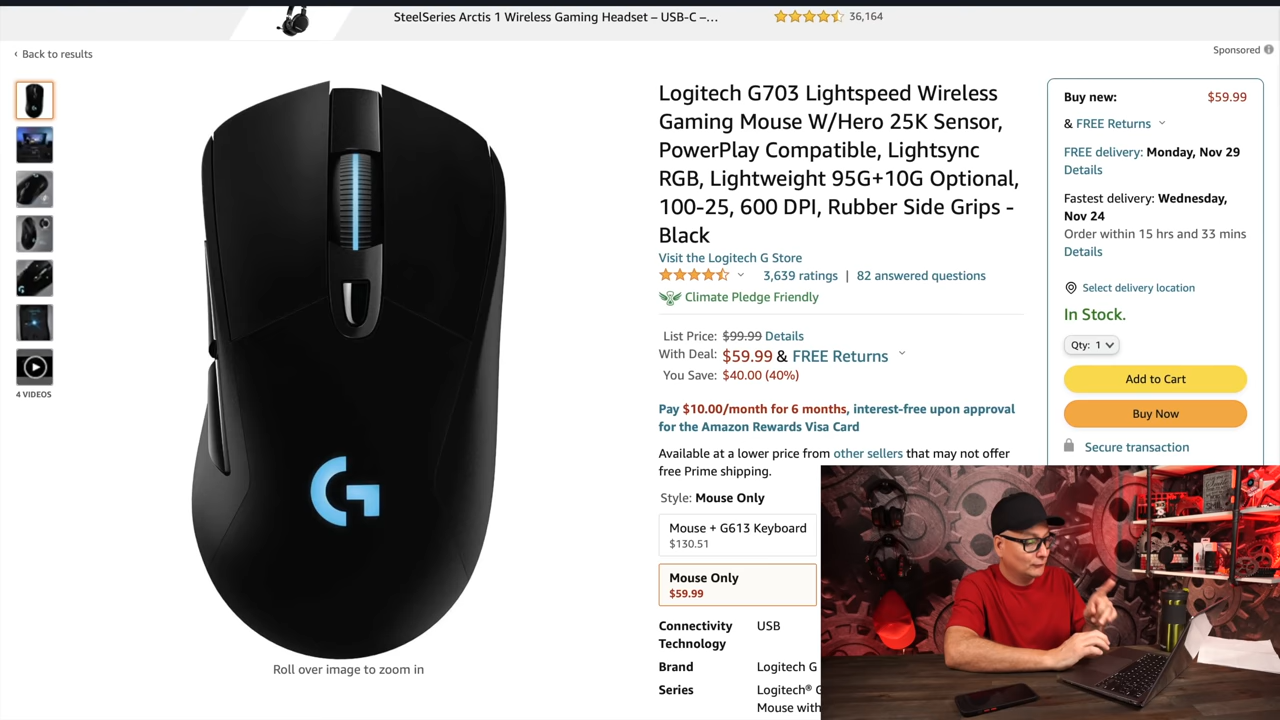 SteelSeries Arctis 1 Wireless Gaming Headset – USB-C –...
36,164
‹ Back to results
Sponsored
4 VIDEOS
Roll over image to zoom in
Logitech G703 Lightspeed Wireless
Gaming Mouse W/Hero 25K Sensor,
PowerPlay Compatible, Lightsync
RGB, Lightweight 95G+10G Optional,
100-25, 600 DPI, Rubber Side Grips -
Black
Visit the Logitech G Store
3,639 ratings | 82 answered questions
Climate Pledge Friendly
List Price: $99.99 Details
With Deal: $59.99 & FREE Returns
You Save: $40.00 (40%)
Pay $10.00/month for 6 months, interest-free upon approval
for the Amazon Rewards Visa Card
Available at a lower price from other sellers that may not offer
free Prime shipping.
Style: Mouse Only
Mouse + G613 Keyboard
$130.51
Mouse Only
$59.99
Connectivity USB
Technology
Brand Logitech G
Series Logitech® G
Mouse with
Buy new: $59.99
& FREE Returns
FREE delivery: Monday, Nov 29
Details
Fastest delivery: Wednesday,
Nov 24
Order within 15 hrs and 33 mins
Details
Select delivery location
In Stock.
Qty: 1
Add to Cart
Buy Now
Secure transaction